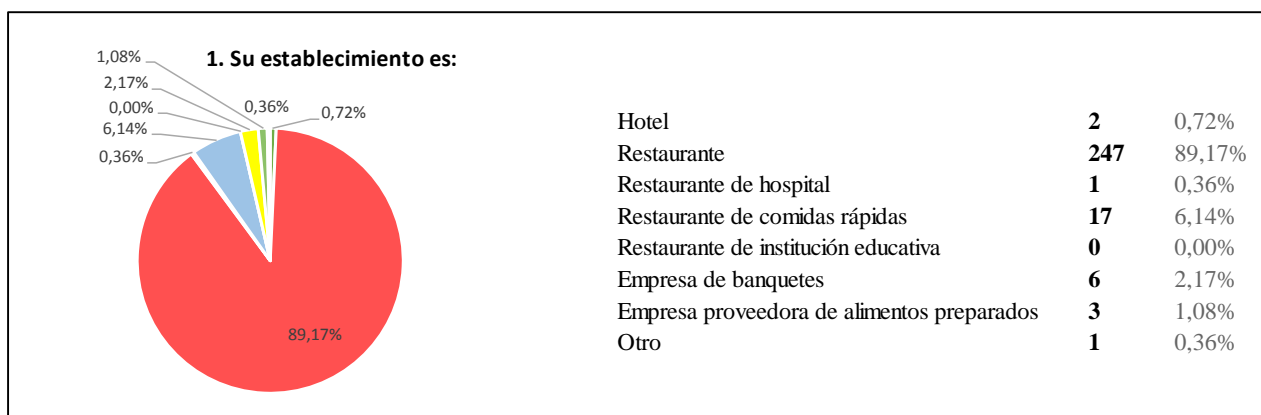 1. Su establecimiento es:
1,08%
2,17%
0,00%
6,14%
0,36%
0,36%
0,72%
89,17%
Hotel 2 0,72%
Restaurante 247 89,17%
Restaurante de hospital 1 0,36%
Restaurante de comidas rápidas 17 6,14%
Restaurante de institución educativa 0 0,00%
Empresa de banquetes 6 2,17%
Empresa proveedora de alimentos preparados 3 1,08%
Otro 1 0,36%